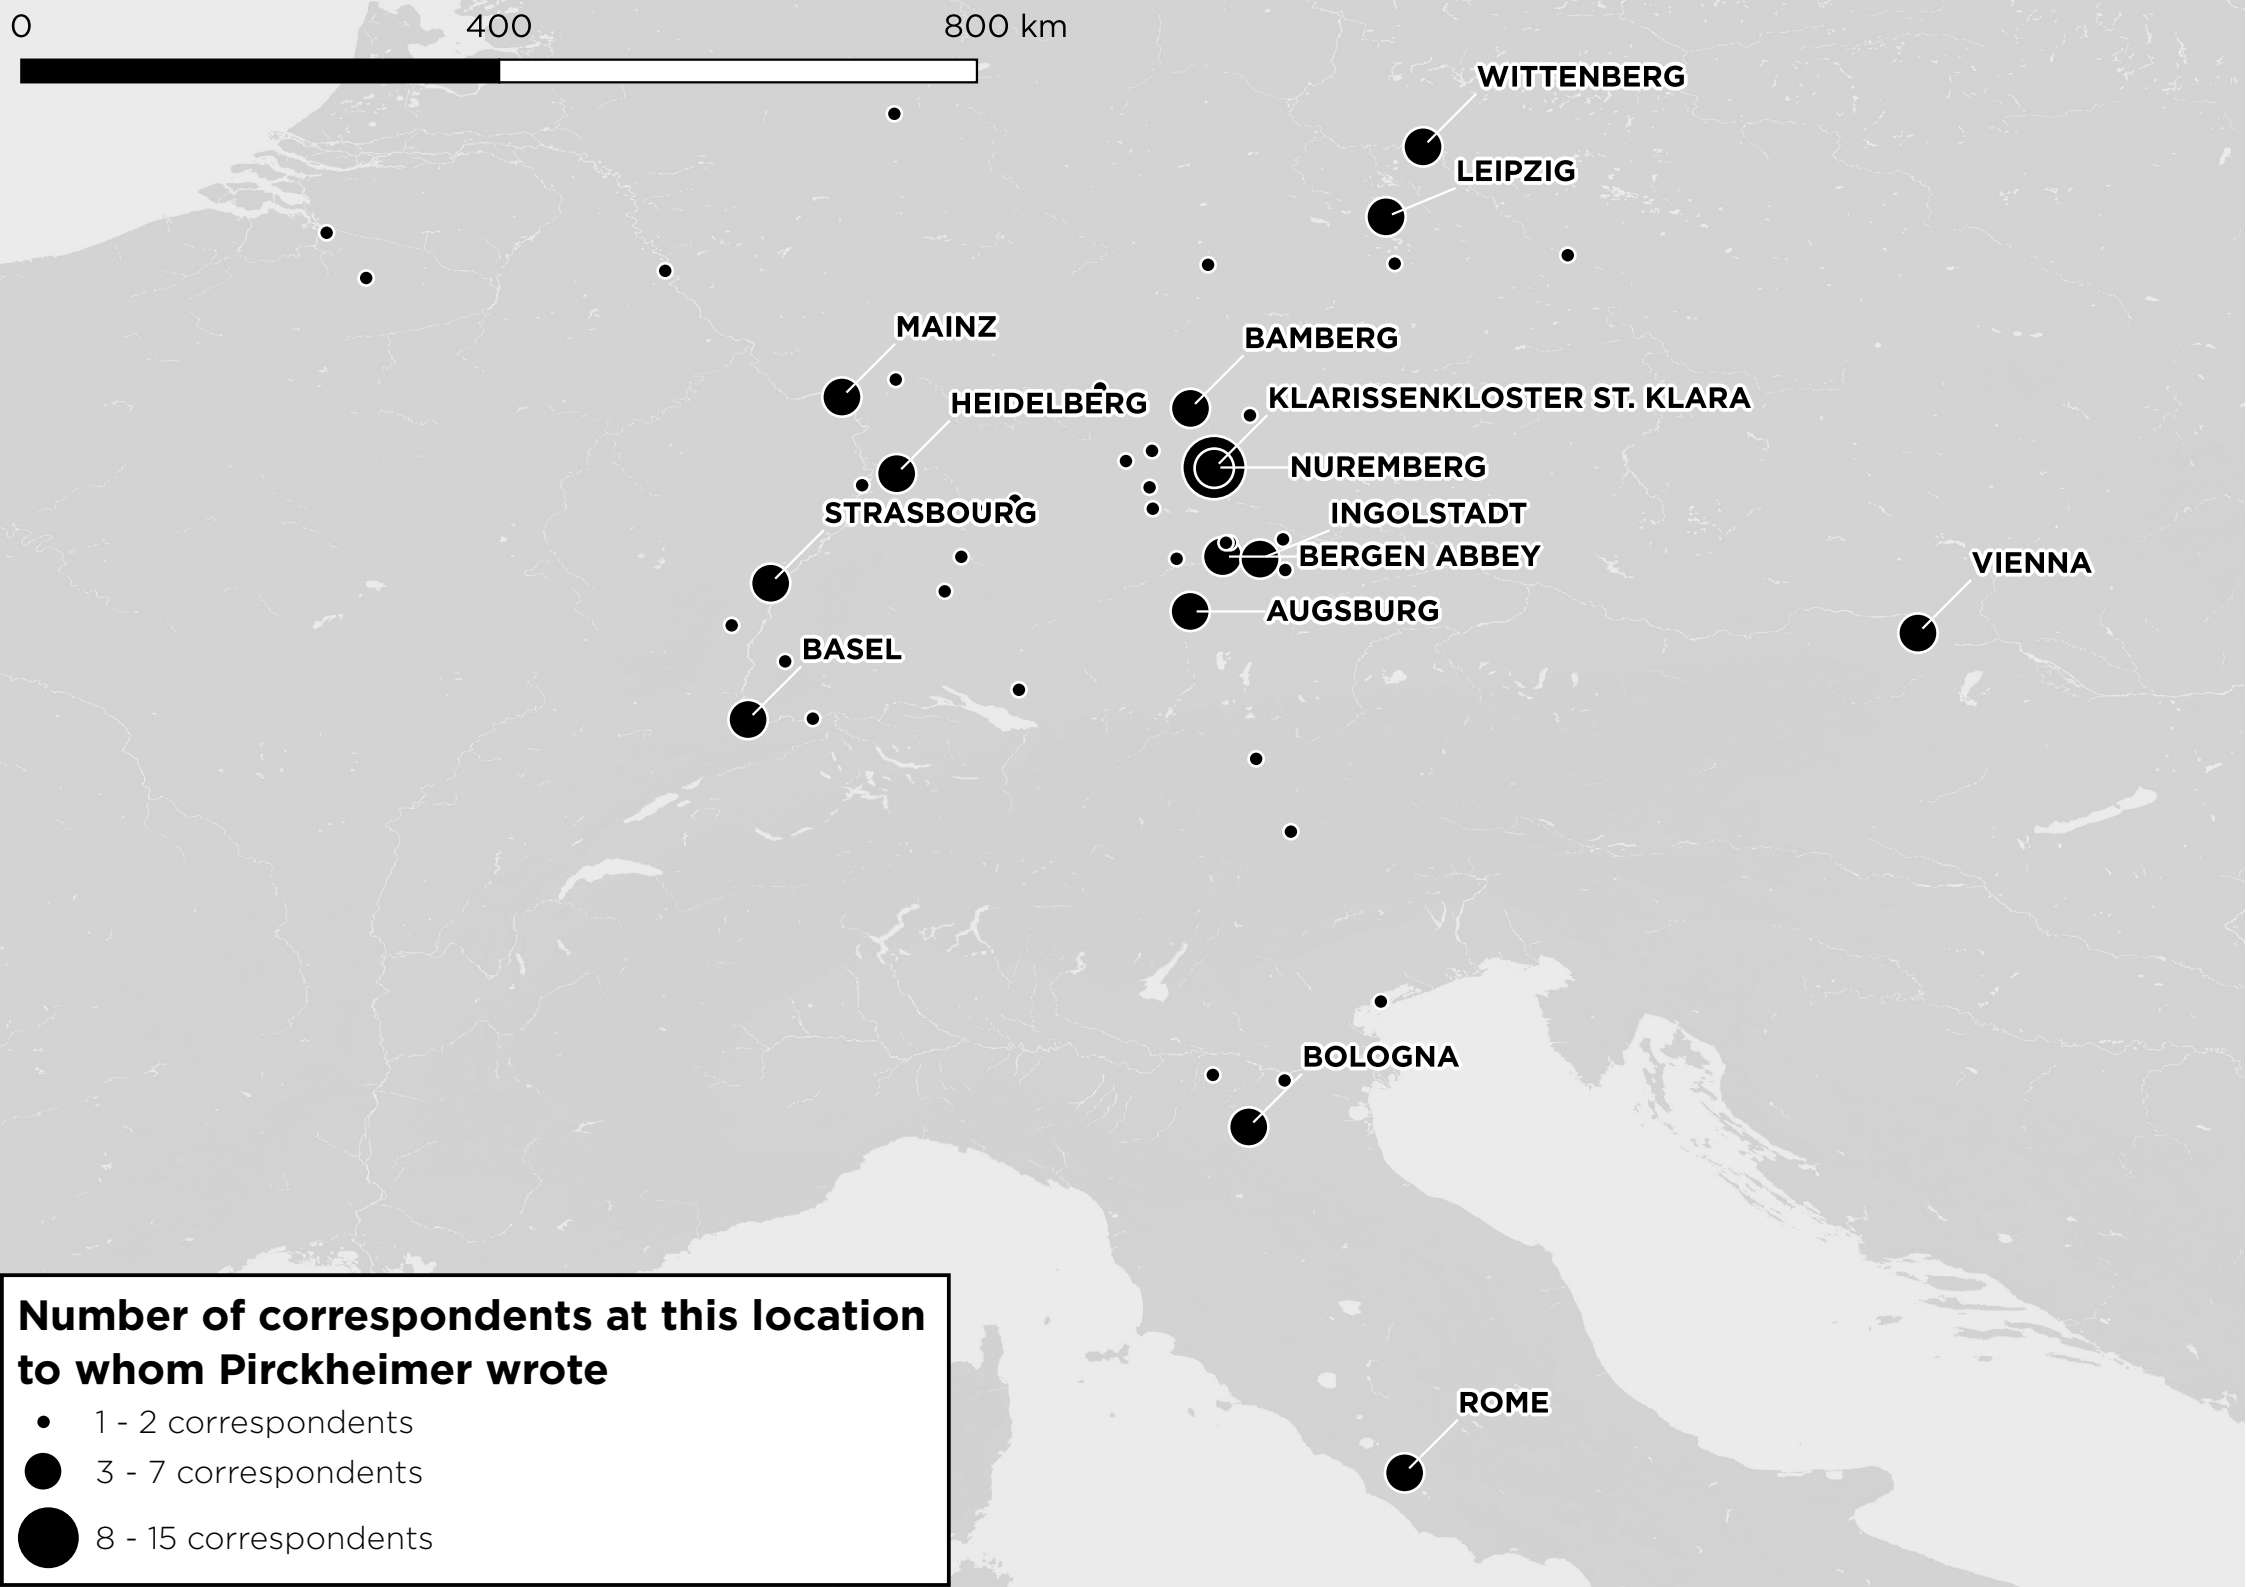 0 400 800 km
WITTENBERG
LEIPZIG
MAINZ
BAMBERG
HEIDELBERG
KLARISSENKLOSTER ST. KLARA
NUREMBERG
STRASBOURG
INGOLSTADT
BERGEN ABBEY
VIENNA
AUGSBURG
BASEL
BOLOGNA
ROME
Number of correspondents at this location
to whom Pirckheimer wrote
1 - 2 correspondents
3 - 7 correspondents
8 - 15 correspondents